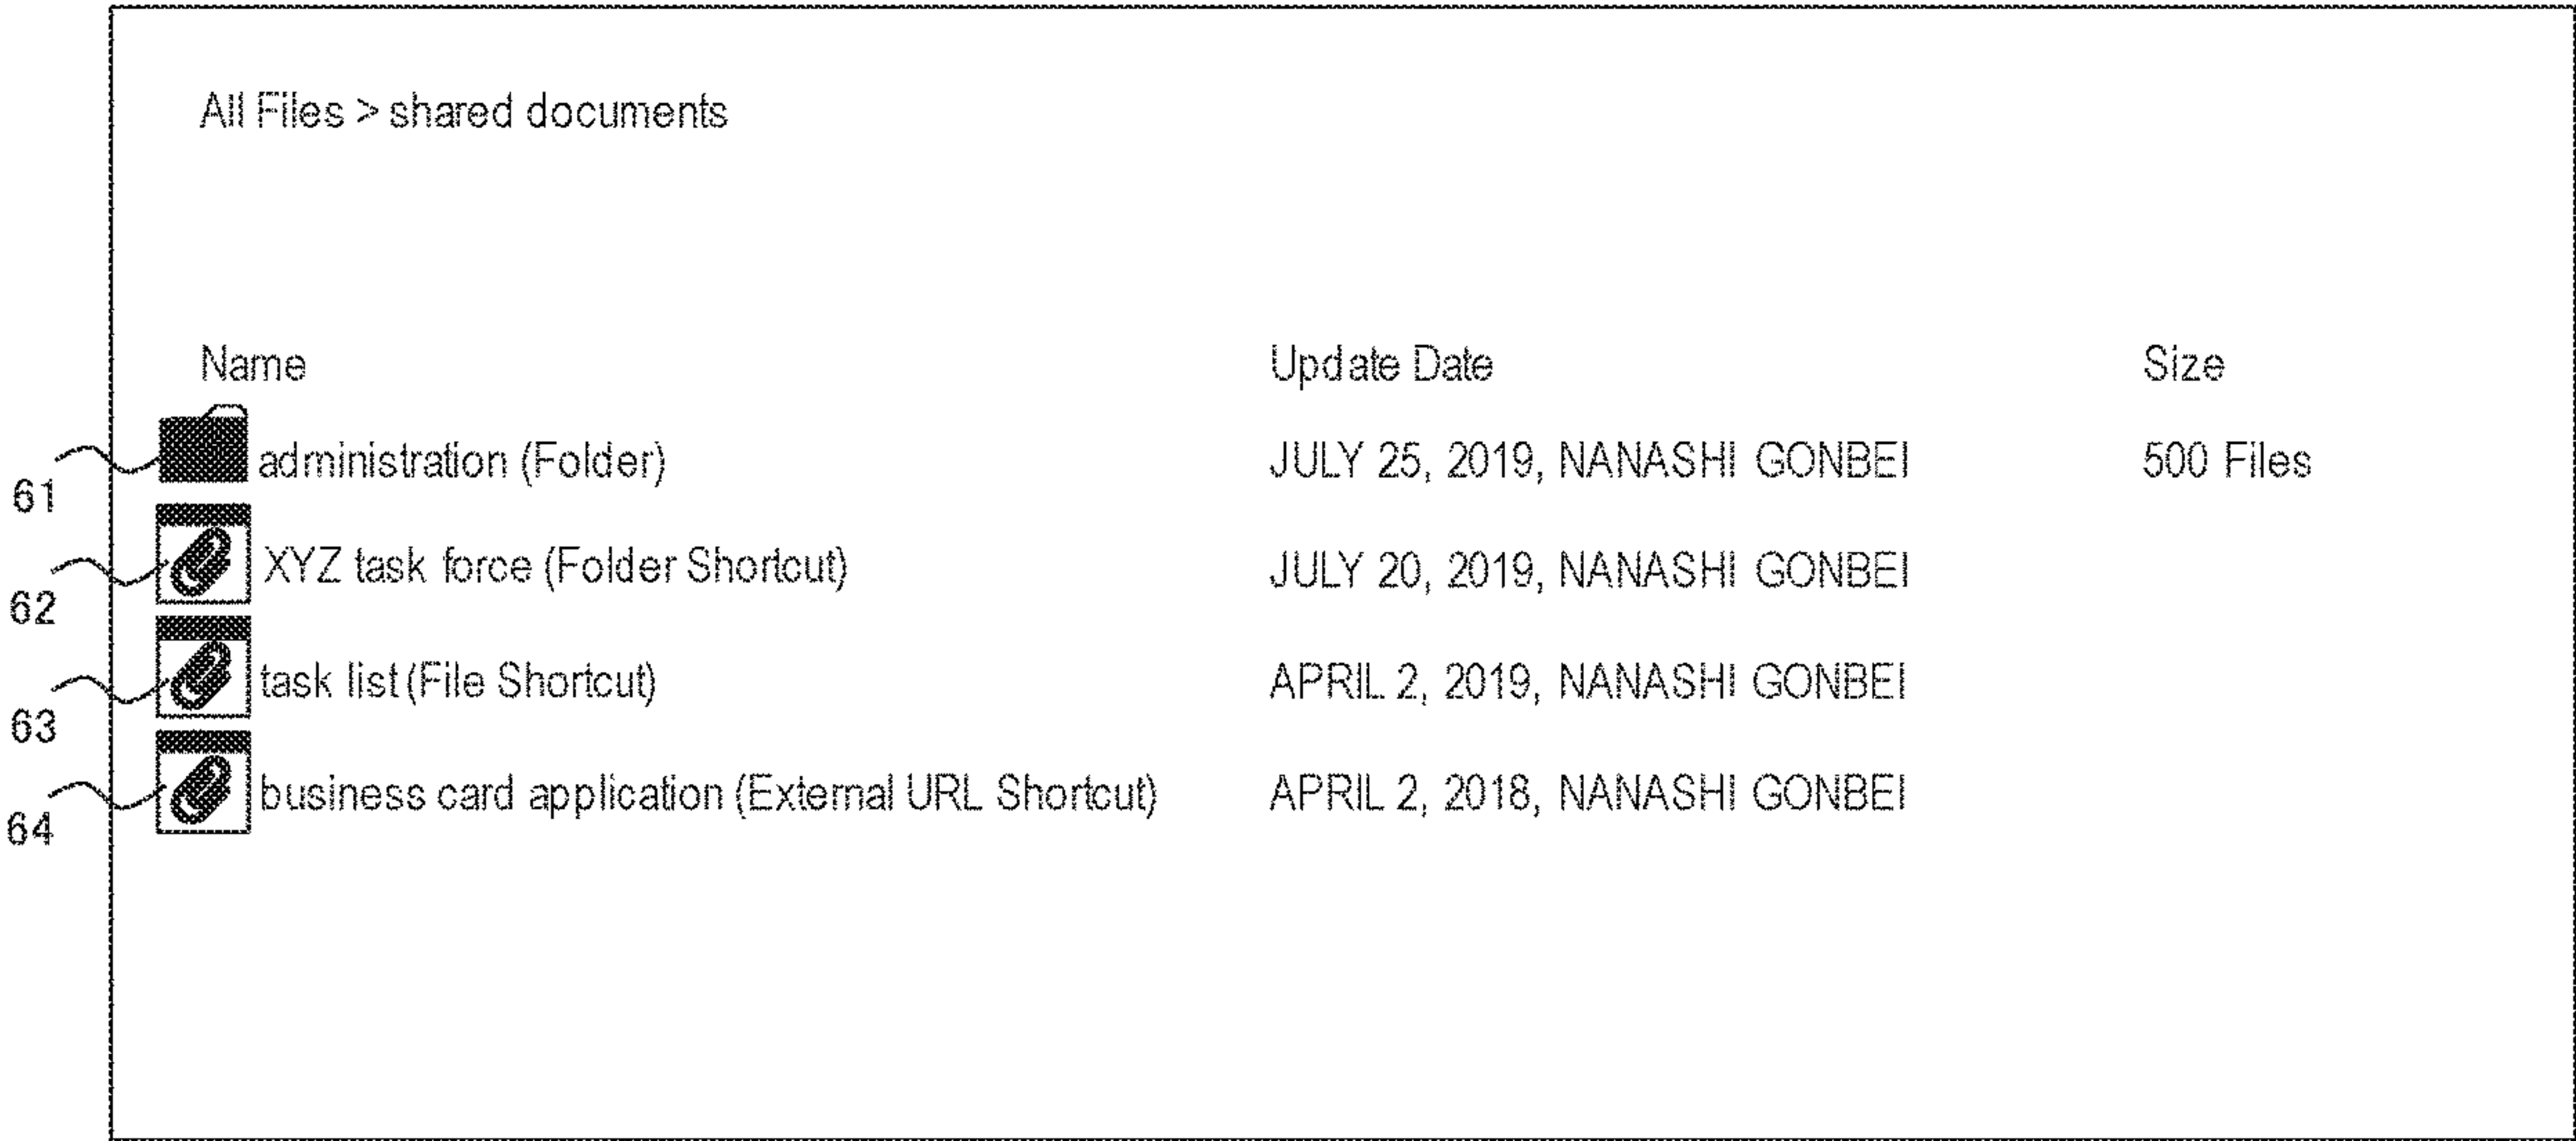 All Files > shared documents
Name Update Date Size
61 administration (Folder) JULY 25, 2019, NANASHI GONBEI 500 Files
62 XYZ task force (Folder Shortcut) JULY 20, 2019, NANASHI GONBEI
63 task list (File Shortcut) APRIL 2, 2019, NANASHI GONBEI
64 business card application (External URL Shortcut) APRIL 2, 2018, NANASHI GONBEI